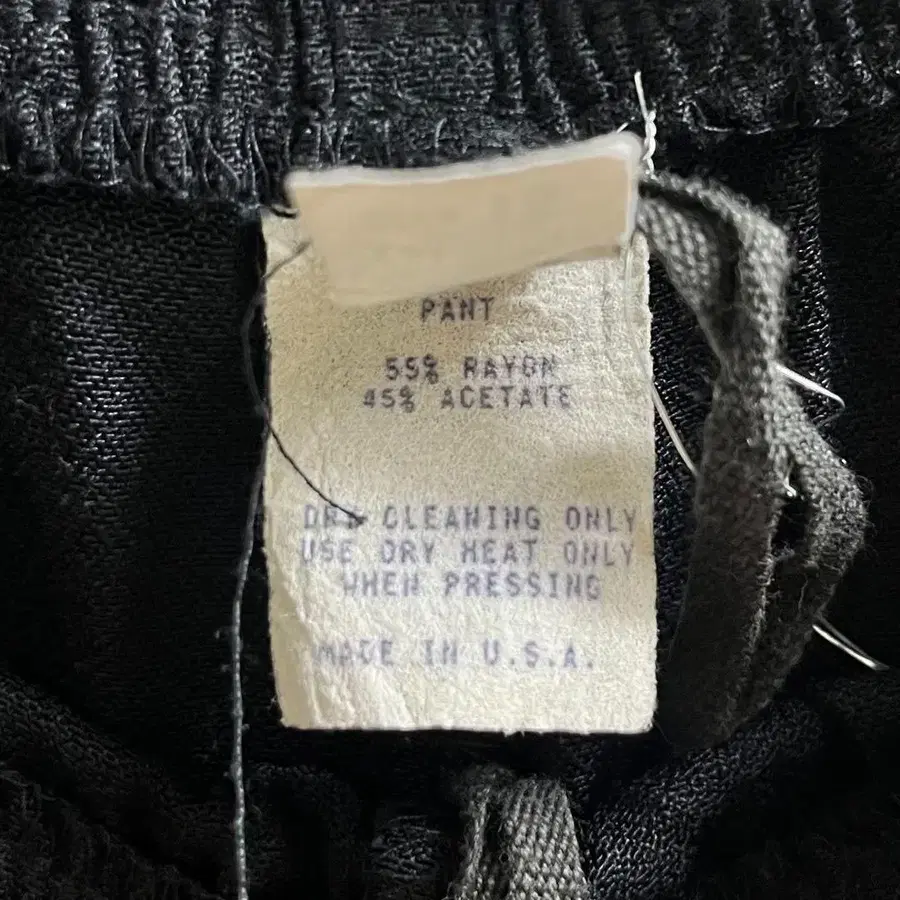 PANT
55% RAYON
45% ACETATE
DRY CLEANING ONLY
USE DRY HEAT ONLY
WHEN PRESSING
MADE IN U.S.A.